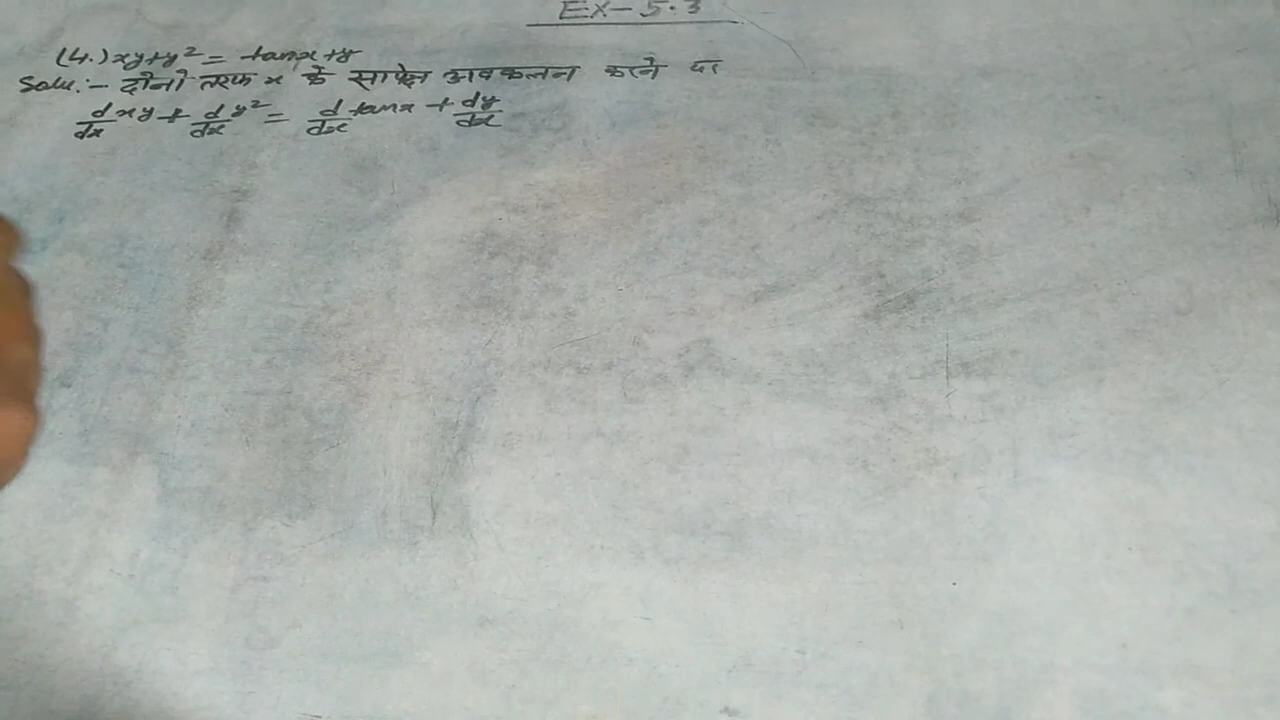 EX-5.3
(4.) xy+y² = tanx+y
Solu:- दोनों तरफ x के सापेक्ष अवकलन करने पर
d/dx xy + d/dx y² = d/dx tanx + dy/dx